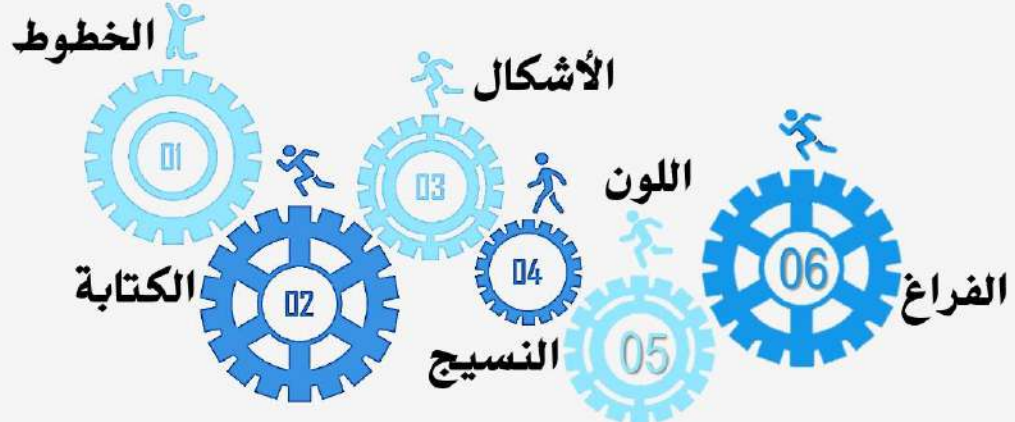 الخطوط
01
الكتابة
02
الأشكال
03
النسيج
04
اللون
05
الفراغ
06